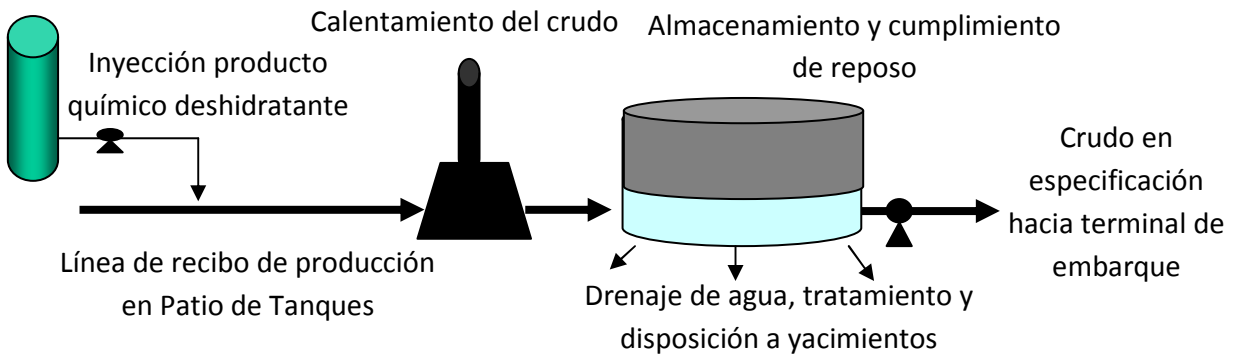 Inyección producto
químico deshidratante
Calentamiento del crudo
Almacenamiento y cumplimiento
de reposo
Línea de recibo de producción
en Patio de Tanques
Drenaje de agua, tratamiento y
disposición a yacimientos
Crudo en
especificación
hacia terminal de
embarque